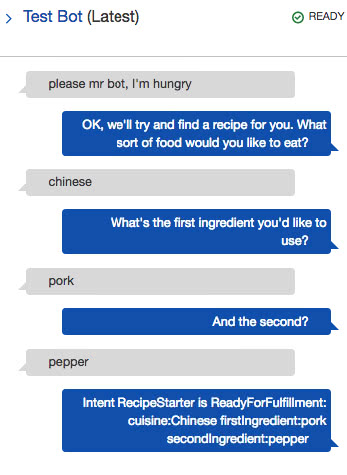 Test Bot (Latest)
READY
please mr bot, I'm hungry
OK, we'll try and find a recipe for you. What
sort of food would you like to eat?
chinese
What's the first ingredient you'd like to
use?
pork
And the second?
pepper
Intent RecipeStarter is ReadyForFulfillment:
cuisine:Chinese firstIngredient:pork
secondIngredient:pepper